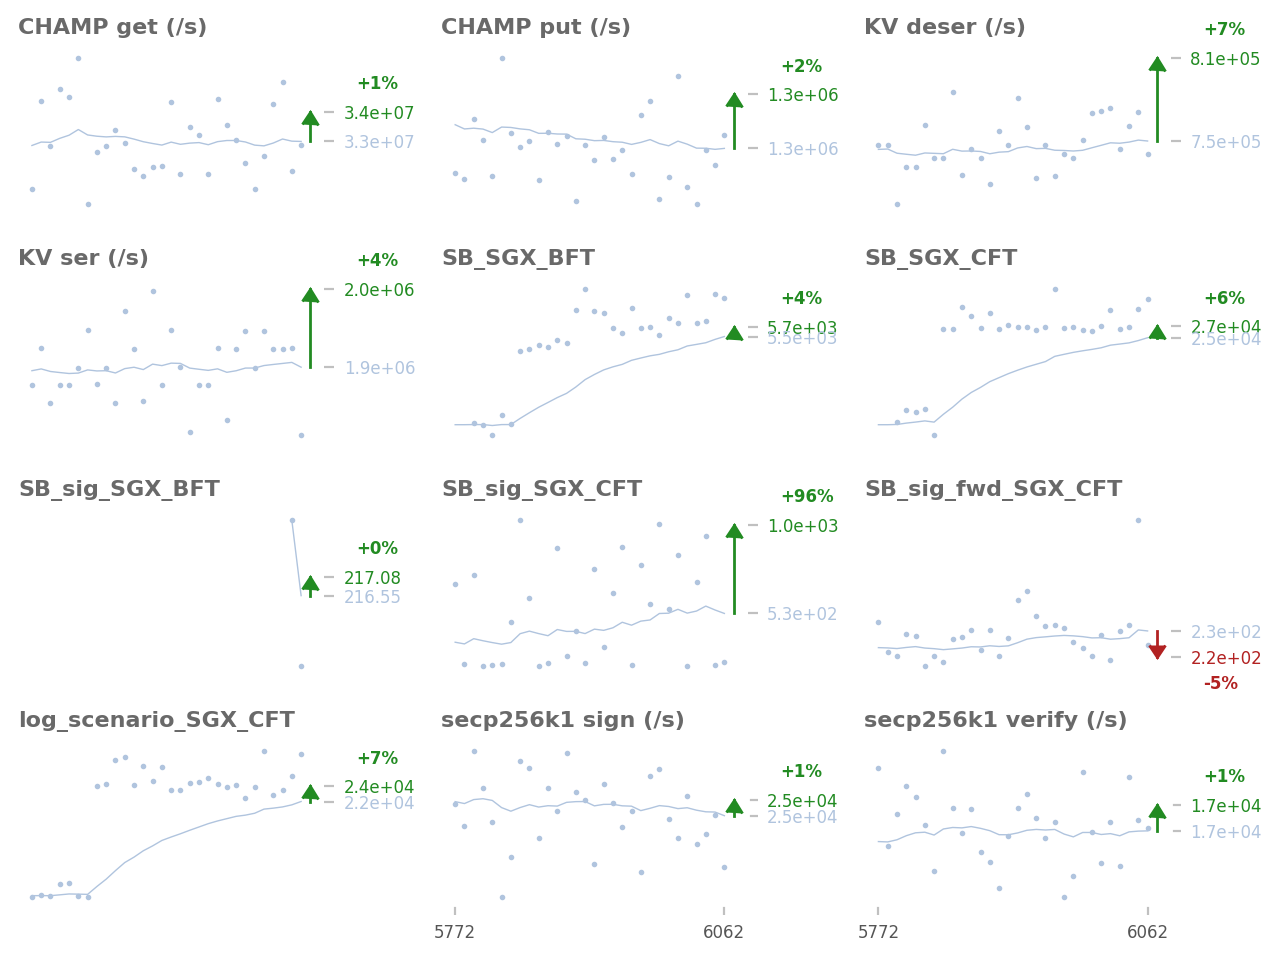 CHAMP get (/s)
+1%
3.4e+07
3.3e+07
CHAMP put (/s)
+2%
1.3e+06
1.3e+06
KV deser (/s)
+7%
8.1e+05
7.5e+05
KV ser (/s)
+4%
2.0e+06
1.9e+06
SB_SGX_BFT
+4%
5.7e+03
5.5e+03
SB_SGX_CFT
+6%
2.7e+04
2.5e+04
SB_sig_SGX_BFT
+0%
217.08
216.55
SB_sig_SGX_CFT
+96%
1.0e+03
5.3e+02
SB_sig_fwd_SGX_CFT
2.3e+02
2.2e+02
-5%
log_scenario_SGX_CFT
+7%
2.4e+04
2.2e+04
secp256k1 sign (/s)
+1%
2.5e+04
2.5e+04
5772
6062
secp256k1 verify (/s)
+1%
1.7e+04
1.7e+04
5772
6062